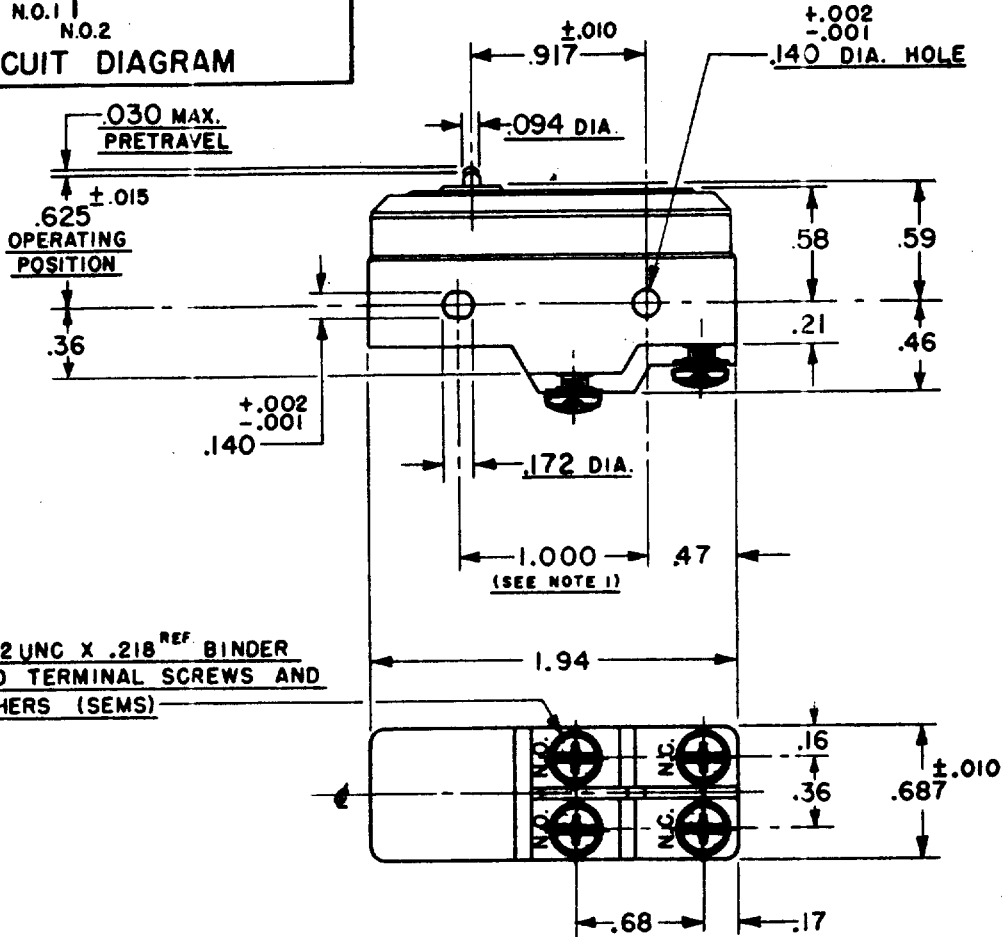 N.O.1
N.O.2
CUIT DIAGRAM
.030 MAX.
PRETRAVEL
.094 DIA.
±.010
.917
+.002
-.001
.140 DIA. HOLE
.625 ±.015
OPERATING
POSITION
.36
.58
.59
.21
.46
+.002
-.001
.140
.172 DIA.
1.000
(SEE NOTE 1)
.47
1.94
2 UNC X .218 REF BINDER
D TERMINAL SCREWS AND
HERS (SEMS)
N.O.
N.C.
N.O.
N.C.
.16
.36
.687 ±.010
.68
.17